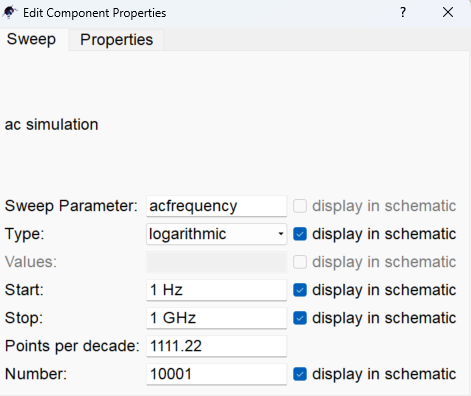 Edit Component Properties ?
Sweep Properties
ac simulation
Sweep Parameter: acfrequency display in schematic
Type: logarithmic display in schematic
Values: display in schematic
Start: 1 Hz display in schematic
Stop: 1 GHz display in schematic
Points per decade: 1111.22
Number: 10001 display in schematic